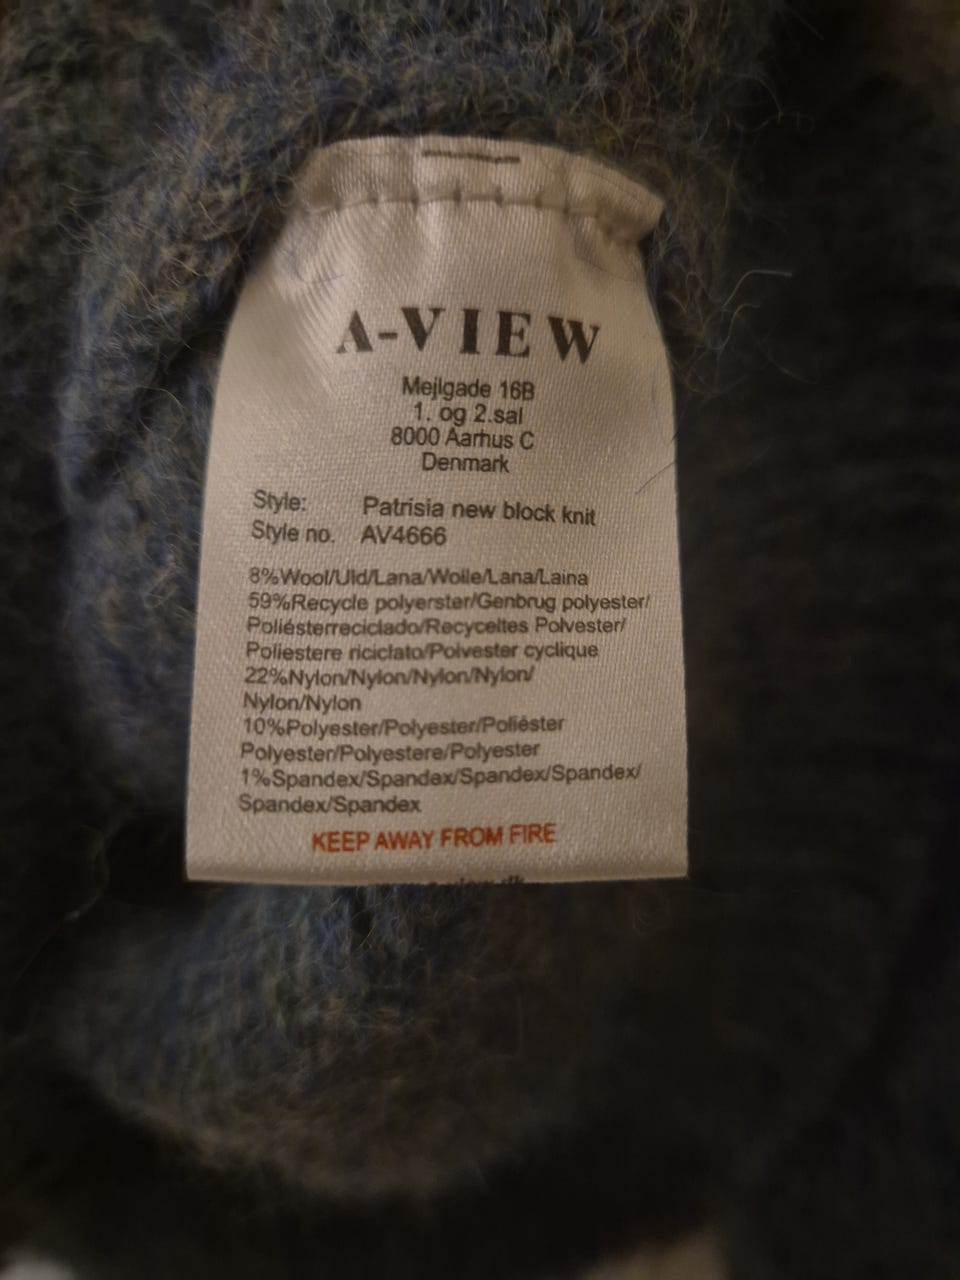 A-VIEW
Mejlgade 16B
1. og 2.sal
8000 Aarhus C
Denmark
Style: Patrisia new block knit
Style no. AV4666
8%Wool/Uld/Lana/Wolle/Lana/Laina
59%Recycle polyerster/Genbrug polyester/
Poliésterreciclado/Recyceltes Polyester/
Poliestere riciclato/Polyester cyclique
22%Nylon/Nylon/Nylon/Nylon/
Nylon/Nylon
10%Polyester/Polyester/Poliéster
Polyester/Polyestere/Polyester
1%Spandex/Spandex/Spandex/Spandex/
Spandex/Spandex
KEEP AWAY FROM FIRE